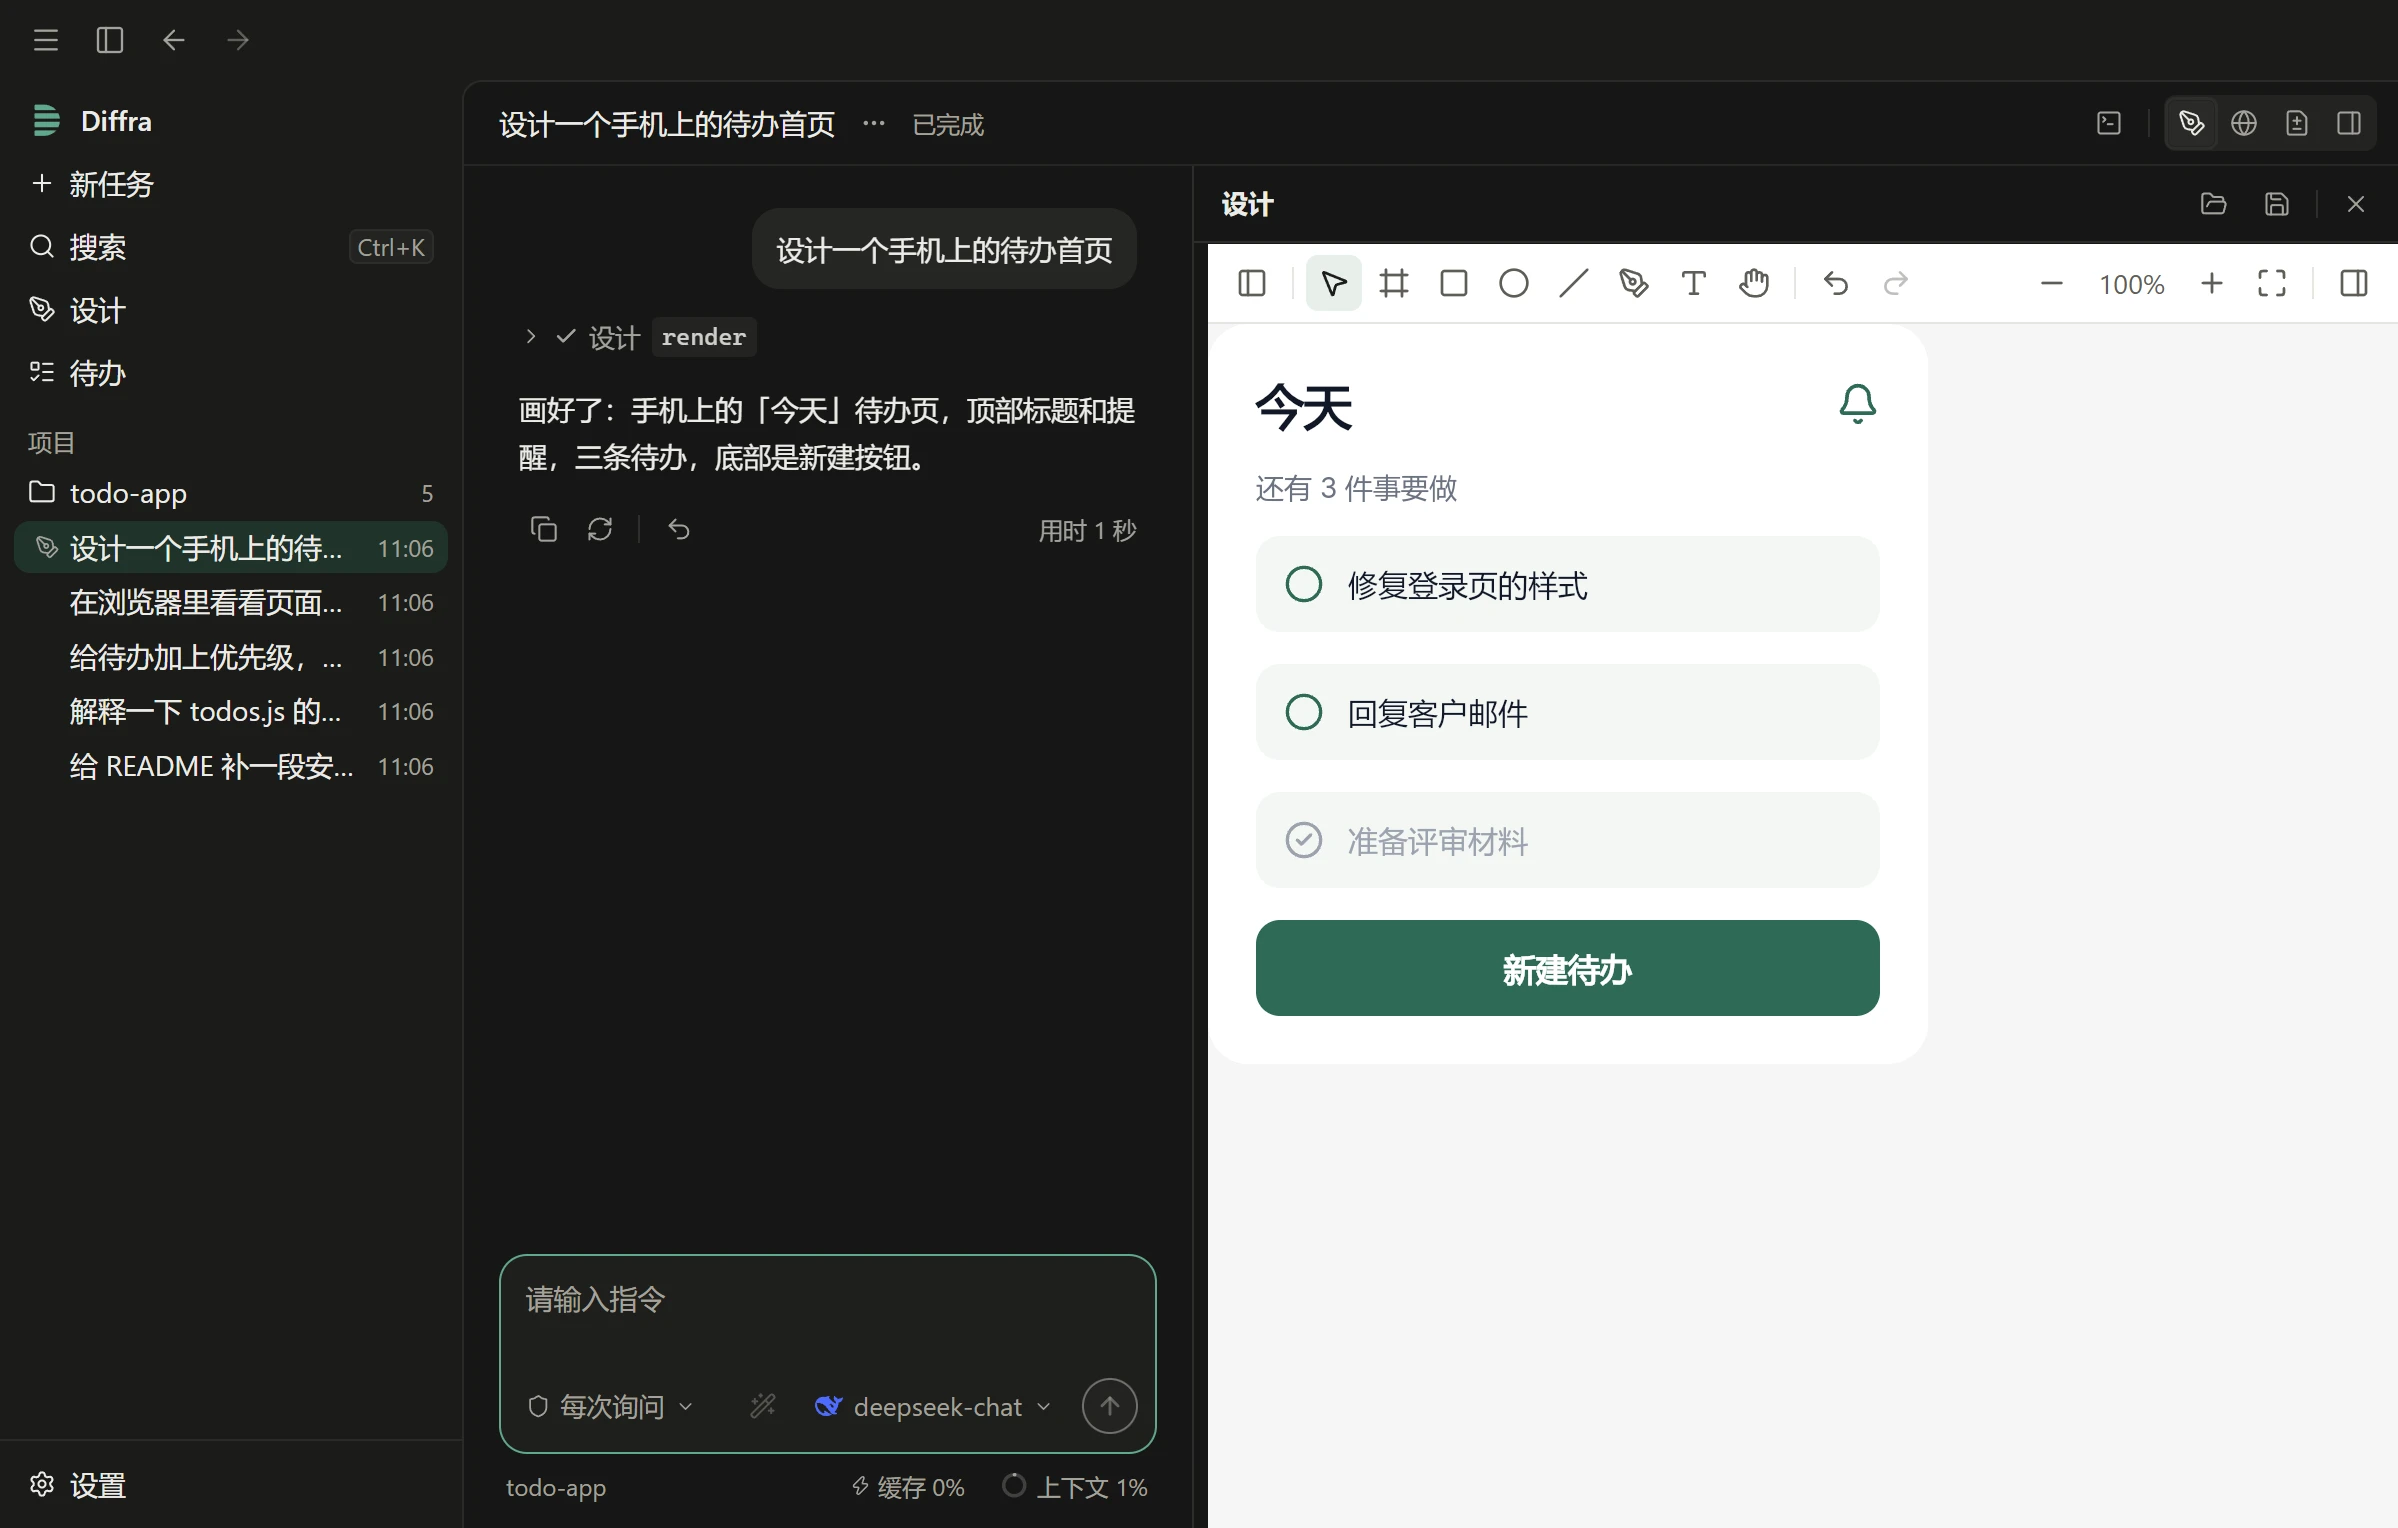 Diffra
新任务
搜索 Ctrl+K
设计
待办
项目
todo-app 5
设计一个手机上的待... 11:06
在浏览器里看看页面... 11:06
给待办加上优先级，... 11:06
解释一下 todos.js 的... 11:06
给 README 补一段安... 11:06
设置
设计一个手机上的待办首页 ··· 已完成
设计一个手机上的待办首页
设计 render
画好了：手机上的「今天」待办页，顶部标题和提
醒，三条待办，底部是新建按钮。
用时 1 秒
请输入指令
每次询问 deepseek-chat
todo-app 缓存 0% 上下文 1%
设计
100%
今天
还有 3 件事要做
修复登录页的样式
回复客户邮件
准备评审材料
新建待办